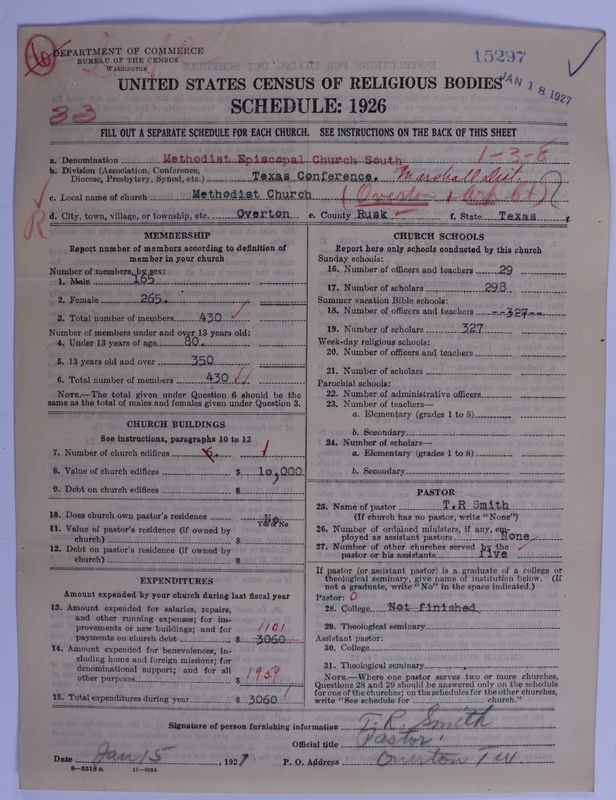 DEPARTMENT OF COMMERCE
BUREAU OF THE CENSUS
WASHINGTON
15297
JAN 18 1927
UNITED STATES CENSUS OF RELIGIOUS BODIES
SCHEDULE: 1926
33
FILL OUT A SEPARATE SCHEDULE FOR EACH CHURCH. SEE INSTRUCTIONS ON THE BACK OF THIS SHEET
1-3-8
a. Denomination Methodist Episcopal Church South
b. Division (Association, Conference, Diocese, Presbytery, Synod, etc.) Texas Conference. Marshall Dist
c. Local name of church Methodist Church (Overton
d. City, town, village, or township, etc. Overton e. County Rusk f. State Texas
R
MEMBERSHIP
Report number of members according to definition of
member in your church
Number of members, by sex:
1. Male 165
2. Female 265.
3. Total number of members 430
Number of members under and over 13 years old:
4. Under 13 years of age 80.
5. 13 years old and over 350
6. Total number of members 430
NOTE.—The total given under Question 6 should be
same as the total of males and females given under Question 3.
CHURCH BUILDINGS
See instructions, paragraphs 10 to 12
7. Number of church edifices 6. 1
8. Value of church edifices $ 10,000
9. Debt on church edifices $
10. Does church own pastor's residence No.
Yes or No
11. Value of pastor's residence (if owned by
church) $
12. Debt on pastor's residence (if owned by
church) $
EXPENDITURES
Amount expended by your church during last fiscal year
13. Amount expended for salaries, repairs,
and other running expenses; for im-
provements or new buildings; and for 1101
payments on church debt $ 3060
14. Amount expended for benevolences, in-
cluding home and foreign missions; for
denominational support; and for all
other purposes $ 1959
15. Total expenditures during year $ 3060
CHURCH SCHOOLS
Report here only schools conducted by this church
Sunday schools:
16. Number of officers and teachers 29
17. Number of scholars 298
Summer vacation Bible schools:
18. Number of officers and teachers --327--
19. Number of scholars 327
Week-day religious schools:
20. Number of officers and teachers
21. Number of scholars
Parochial schools:
22. Number of administrative officers
23. Number of teachers—
a. Elementary (grades 1 to 8)
b. Secondary
24. Number of scholars—
a. Elementary (grades 1 to 8)
b. Secondary
PASTOR
25. Name of pastor T.R Smith
(If church has no pastor, write "None")
26. Number of ordained ministers, if any, em-
ployed as assistant pastors None
27. Number of other churches served by the
pastor or his assistants five
If pastor (or assistant pastor) is a graduate of a college or
theological seminary, give name of institution below. (If
not a graduate, write "No" in the space indicated.)
Pastor: 0
28. College Not finished
29. Theological seminary
Assistant pastor:
30. College
31. Theological seminary
NOTE.—Where one pastor serves two or more churches,
Questions 28 and 29 should be answered only on the schedule
for one of the churches; on the schedules for the other churches,
write "See schedule for church."
Signature of person furnishing information T. R. Smith
Official title Pastor
Date Jan 15, 1927 P. O. Address Overton Tex
8-5318a 11-9054